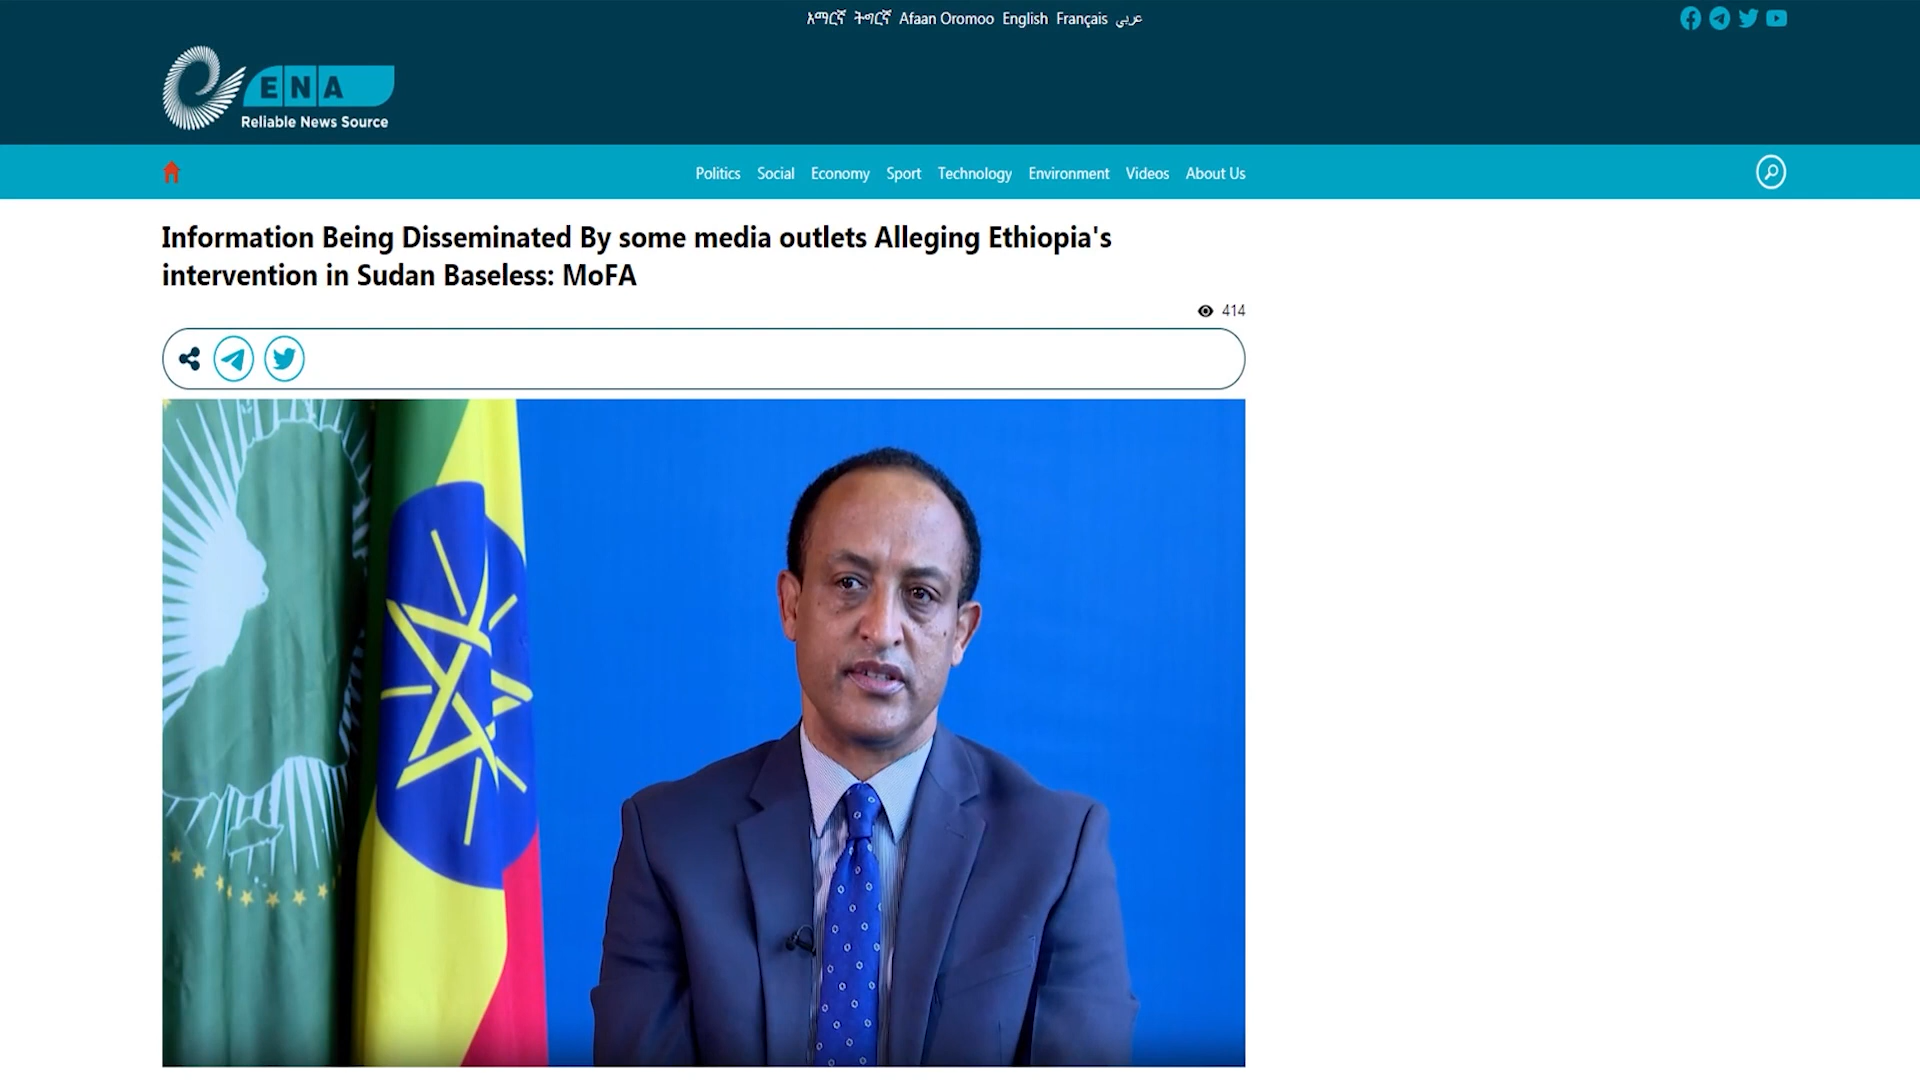 አማርኛ ትግርኛ Afaan Oromoo English Français عربي
ENA
Reliable News Source
Politics Social Economy Sport Technology Environment Videos About Us
Information Being Disseminated By some media outlets Alleging Ethiopia's
intervention in Sudan Baseless: MoFA
414